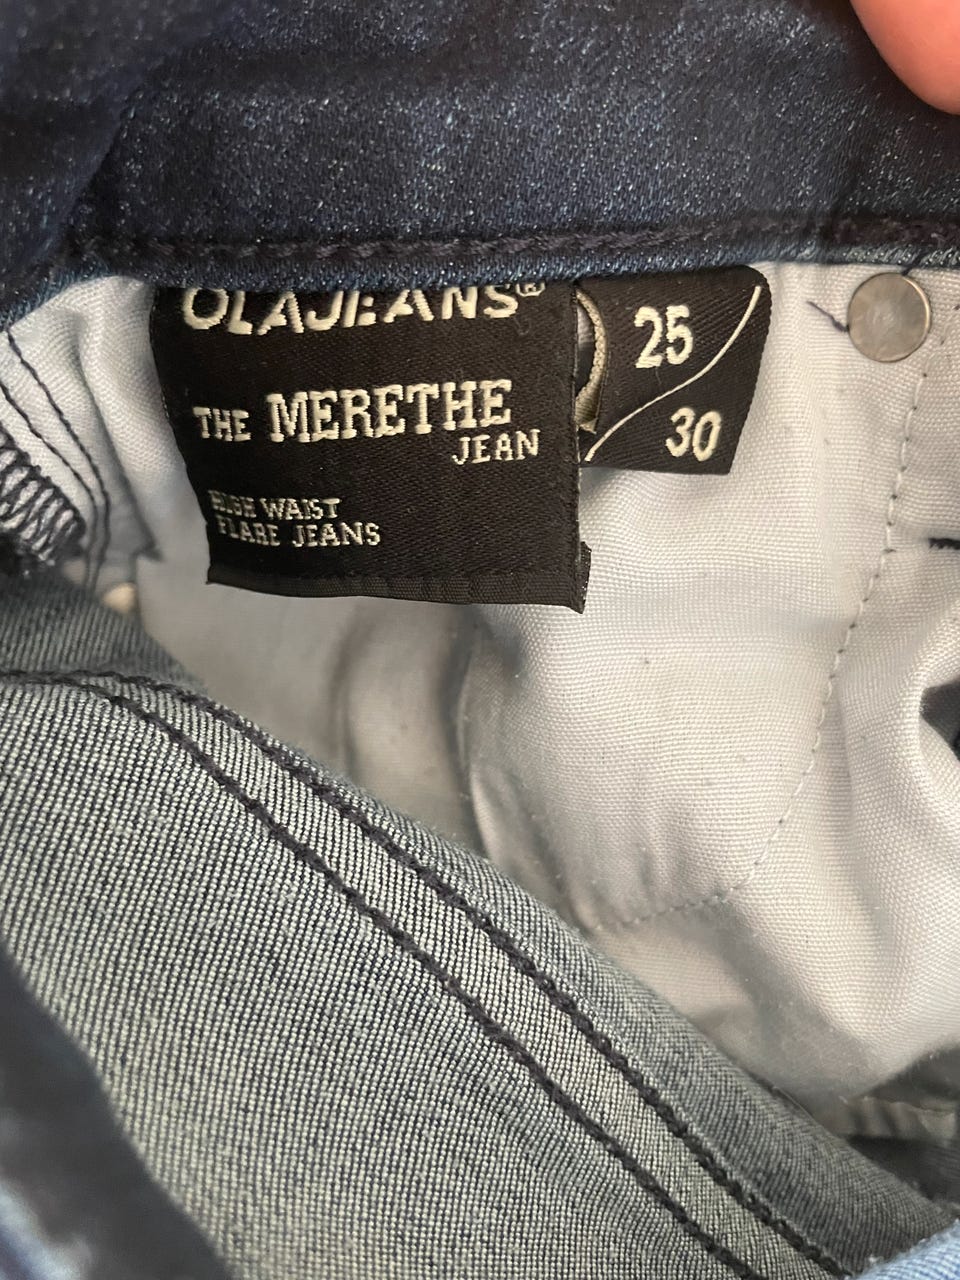 OLAJEANS®
THE MERETHE
JEAN
HIGH WAIST
FLARE JEANS
25
30